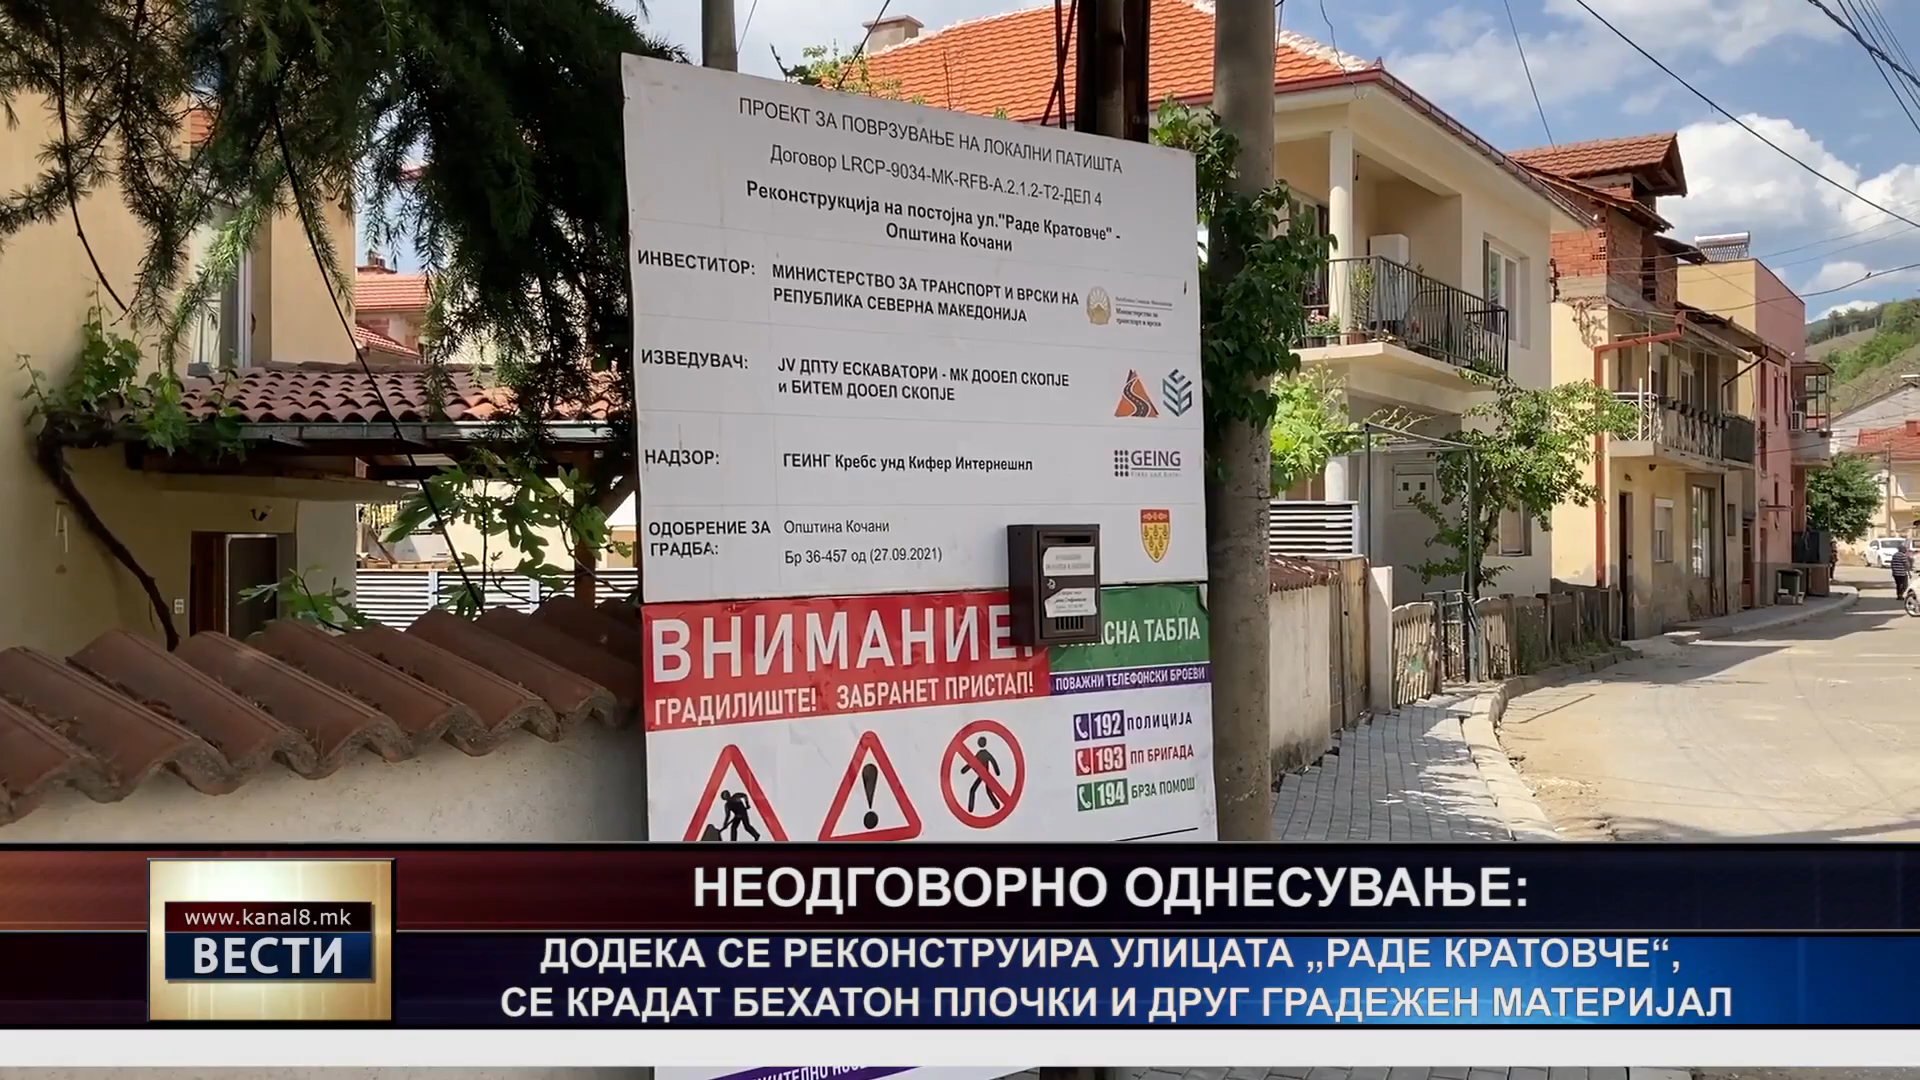 ПРОЕКТ ЗА ПОВРЗУВАЊЕ НА ЛОКАЛНИ ПАТИШТА
Договор LRCP-9034-MK-RFB-A.2.1.2-T2-ДЕЛ 4
Реконструкција на постојна ул."Раде Кратовче" -
Општина Кочани
ИНВЕСТИТОР: МИНИСТЕРСТВО ЗА ТРАНСПОРТ И ВРСКИ НА
РЕПУБЛИКА СЕВЕРНА МАКЕДОНИЈА
ИЗВЕДУВАЧ: JV ДПТУ ЕСКАВАТОРИ - МК ДООЕЛ СКОПЈЕ
и БИТЕМ ДООЕЛ СКОПЈЕ
НАДЗОР: ГЕИНГ Кребс унд Кифер Интернешнл
GEING
ОДОБРЕНИЕ ЗА
ГРАДБА:
Општина Кочани
Бр 36-457 од (27.09.2021)
ВНИМАНИЕ!
ГРАДИЛИШТЕ! ЗАБРАНЕТ ПРИСТАП!
ТАБЛА
ПОВАЖНИ ТЕЛЕФОНСКИ БРОЕВИ
192 ПОЛИЦИЈА
193 ПП БРИГАДА
194 БРЗА ПОМОШ
www.kanal8.mk
ВЕСТИ
НЕОДГОВОРНО ОДНЕСУВАЊЕ:
ДОДЕКА СЕ РЕКОНСТРУИРА УЛИЦАТА „РАДЕ КРАТОВЧЕ“,
СЕ КРАДАТ БЕХАТОН ПЛОЧКИ И ДРУГ ГРАДЕЖЕН МАТЕРИЈАЛ